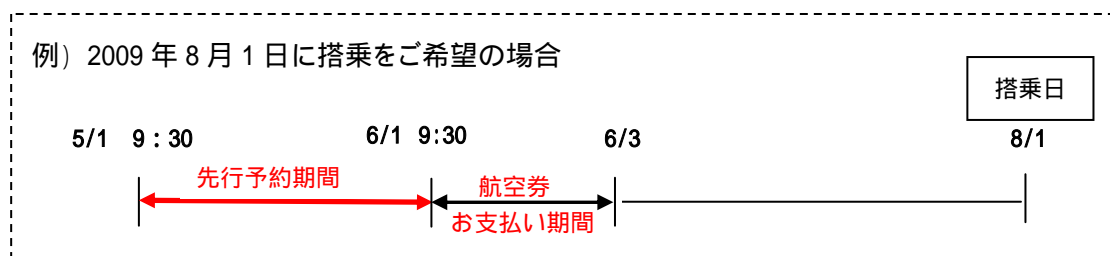 例) 2009 年 8 月 1 日に搭乗をご希望の場合
搭乗日
5/1 9：30 6/1 9:30 6/3 8/1
先行予約期間
航空券
お支払い期間